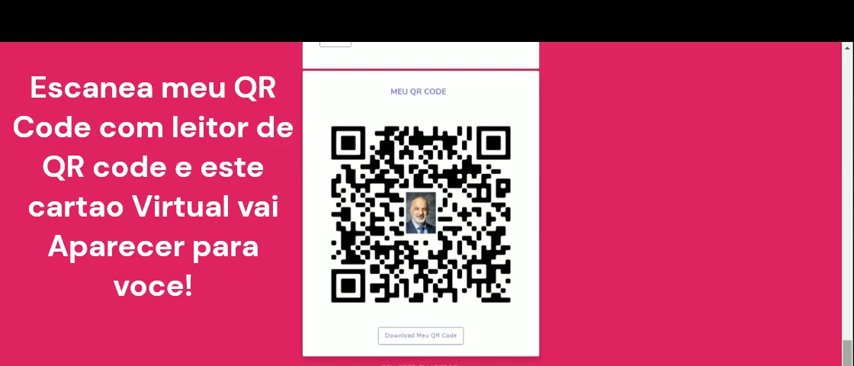 Escanea meu QR
Code com leitor de
QR code e este
cartao Virtual vai
Aparecer para
voce!
MEU QR CODE
Download Meu QR Code